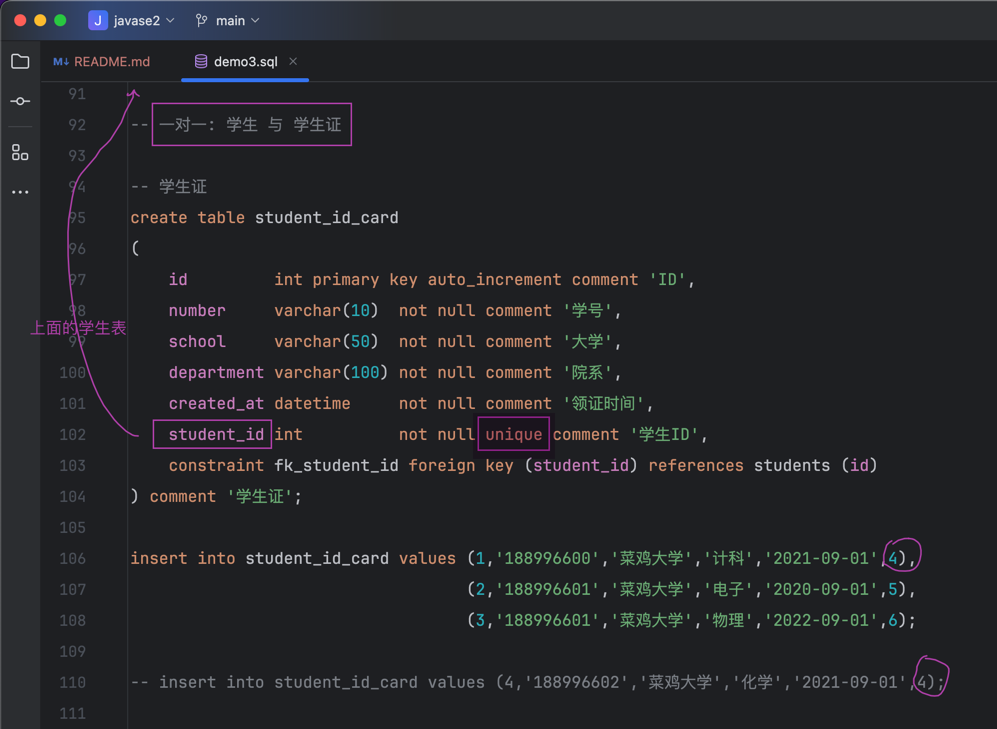 J javase2 main
M↓ README.md demo3.sql ×
91
92 -- 一对一: 学生 与 学生证
93
94 -- 学生证
95 create table student_id_card
96 (
97 id int primary key auto_increment comment 'ID',
98 number varchar(10) not null comment '学号',
上面的学生表
99 school varchar(50) not null comment '大学',
100 department varchar(100) not null comment '院系',
101 created_at datetime not null comment '领证时间',
102 student_id int not null unique comment '学生ID',
103 constraint fk_student_id foreign key (student_id) references students (id)
104 ) comment '学生证';
105
106 insert into student_id_card values (1,'188996600','菜鸡大学','计科','2021-09-01',4),
107 (2,'188996601','菜鸡大学','电子','2020-09-01',5),
108 (3,'188996601','菜鸡大学','物理','2022-09-01',6);
109
110 -- insert into student_id_card values (4,'188996602','菜鸡大学','化学','2021-09-01',4);
111